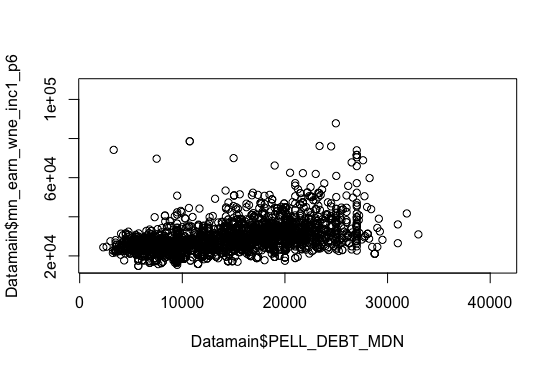 Datamain$mn_earn_wne_inc1_p6
1e+05
6e+04
2e+04
0 10000 20000 30000 40000
Datamain$PELL_DEBT_MDN